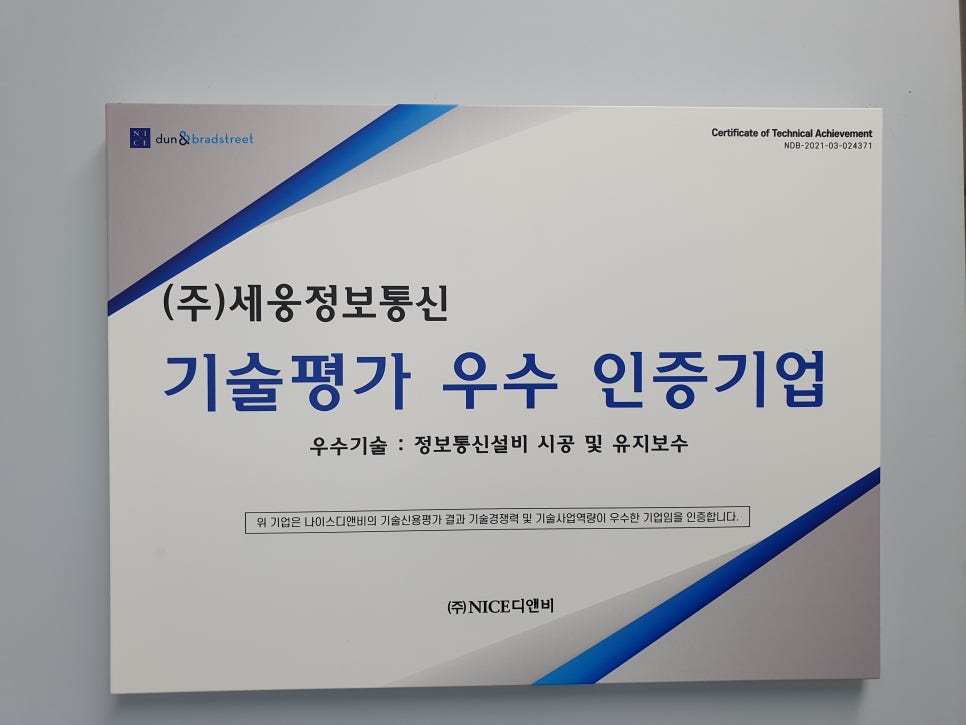 NICE dun&bradstreet
Certificate of Technical Achievement
NDB-2021-03-024371
(주)세웅정보통신
기술평가 우수 인증기업
우수기술 : 정보통신설비 시공 및 유지보수
위 기업은 나이스디앤비의 기술신용평가 결과 기술경쟁력 및 기술사업역량이 우수한 기업임을 인증합니다.
(주)NICE디앤비